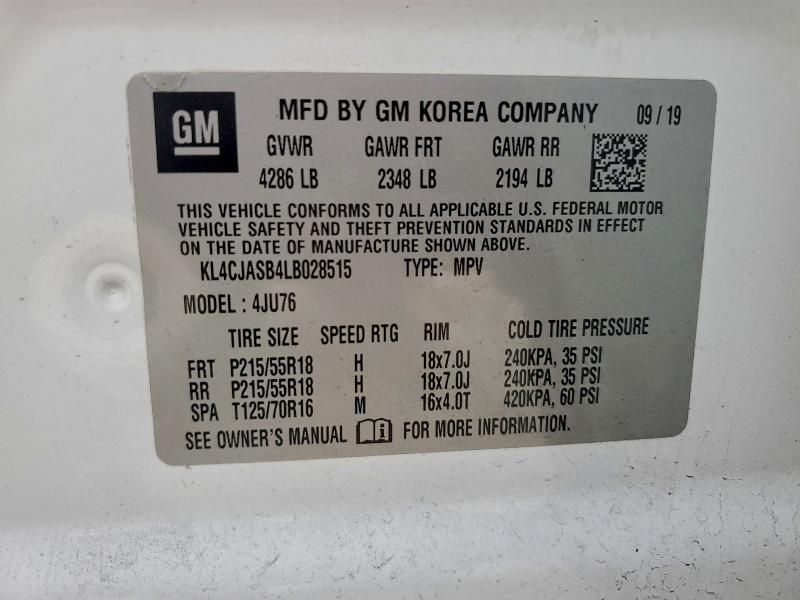 GM MFD BY GM KOREA COMPANY 09 / 19
GVWR GAWR FRT GAWR RR
4286 LB 2348 LB 2194 LB
THIS VEHICLE CONFORMS TO ALL APPLICABLE U.S. FEDERAL MOTOR
VEHICLE SAFETY AND THEFT PREVENTION STANDARDS IN EFFECT
ON THE DATE OF MANUFACTURE SHOWN ABOVE.
KL4CJASB4LB028515 TYPE: MPV
MODEL : 4JU76
TIRE SIZE SPEED RTG RIM COLD TIRE PRESSURE
FRT P215/55R18 H 18x7.0J 240KPA, 35 PSI
RR P215/55R18 H 18x7.0J 240KPA, 35 PSI
SPA T125/70R16 M 16x4.0T 420KPA, 60 PSI
SEE OWNER'S MANUAL FOR MORE INFORMATION.